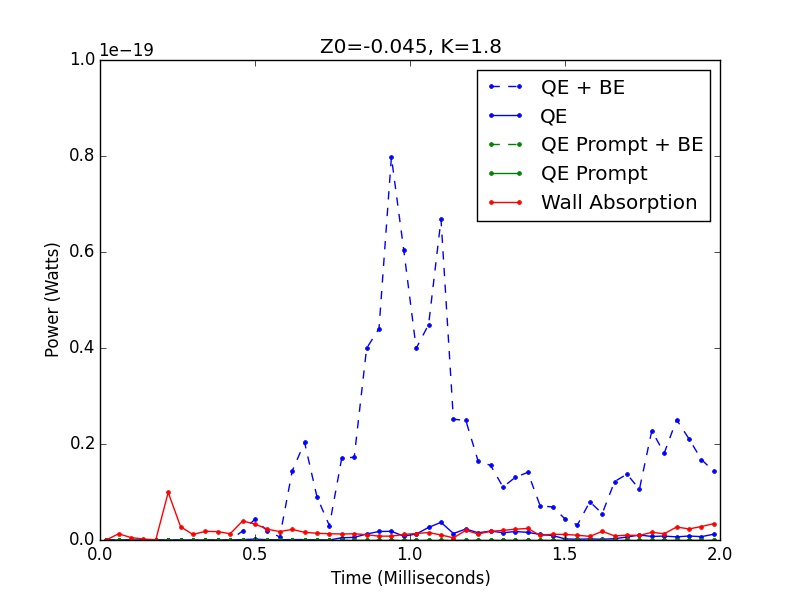 Z0=-0.045, K=1.8
1e−19
1.0
0.8
0.6
0.4
0.2
0.0
Power (Watts)
QE + BE
QE
QE Prompt + BE
QE Prompt
Wall Absorption
0.0 0.5 1.0 1.5 2.0
Time (Milliseconds)